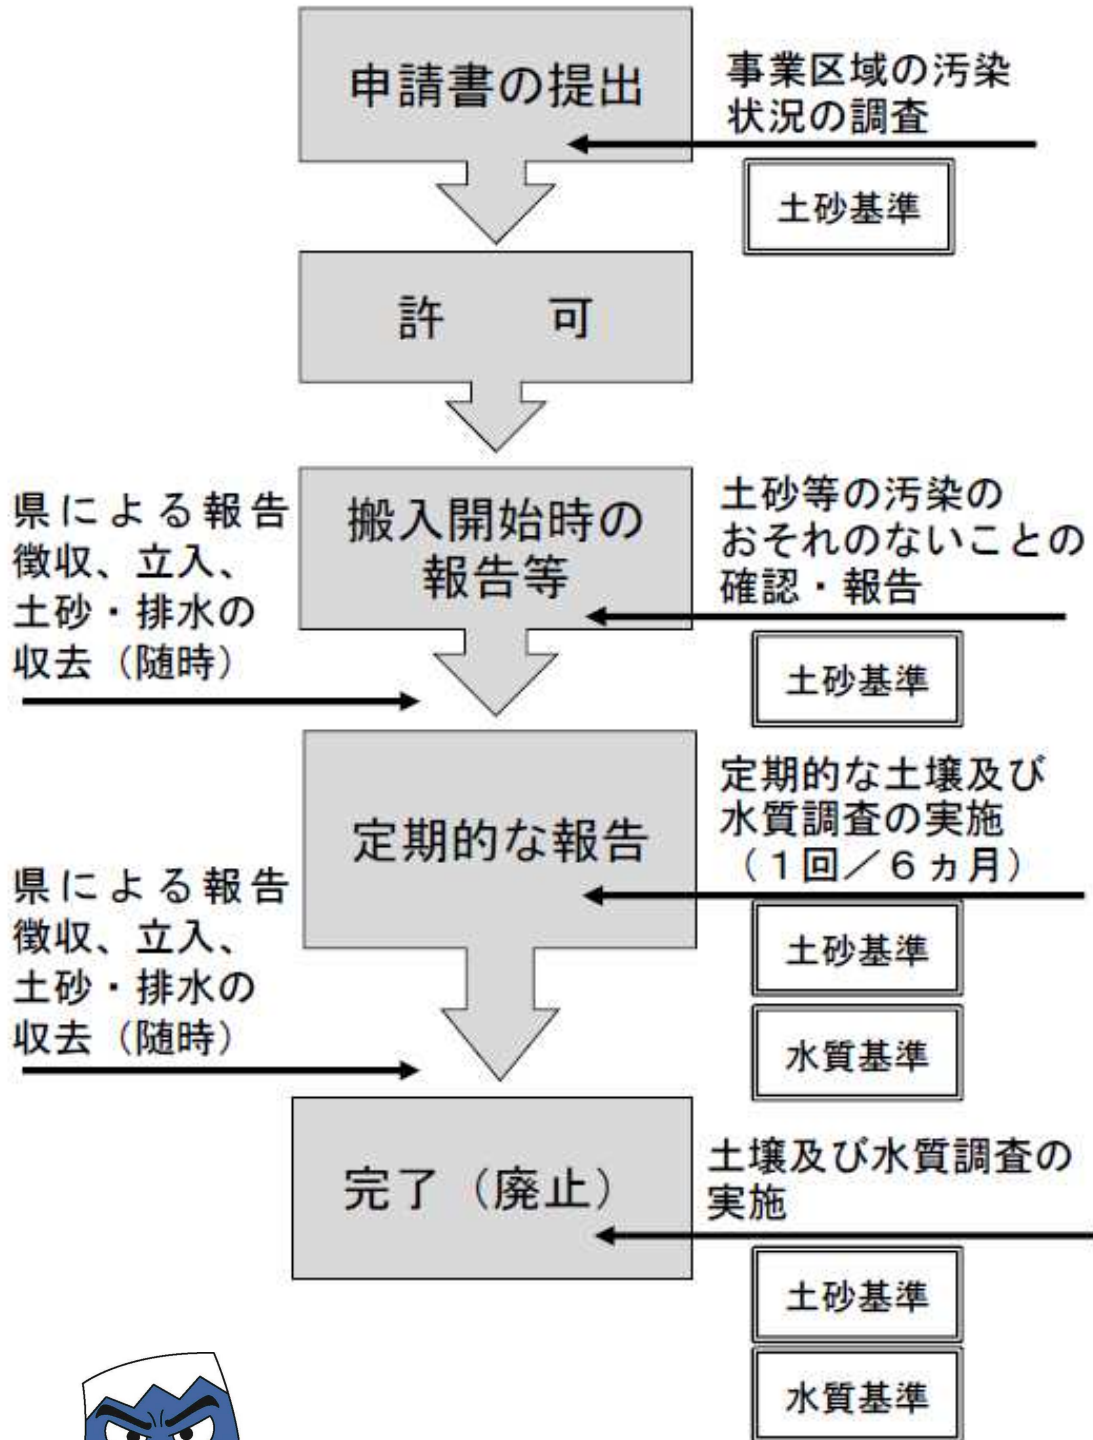 申請書の提出
事業区域の汚染
状況の調査
土砂基準
許 可
県による報告
徴収、立入、
土砂・排水の
収去（随時）
搬入開始時の
報告等
土砂等の汚染の
おそれのないことの
確認・報告
土砂基準
定期的な報告
定期的な土壌及び
水質調査の実施
（１回／６ヵ月）
土砂基準
水質基準
県による報告
徴収、立入、
土砂・排水の
収去（随時）
完了（廃止）
土壌及び水質調査の
実施
土砂基準
水質基準